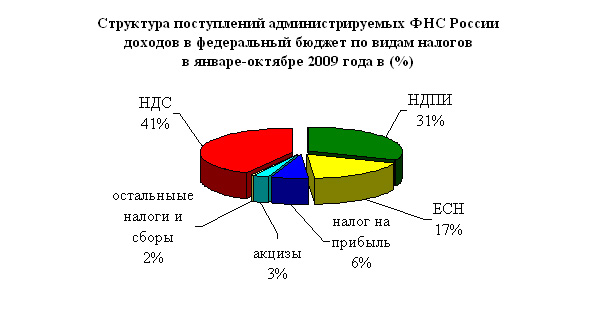 Структура поступлений администрируемых ФНС России
доходов в федеральный бюджет по видам налогов
в январе-октябре 2009 года в (%)
НДС
41%
НДПИ
31%
остальныые
налоги и
сборы
2%
акцизы
3%
налог на
прибыль
6%
ЕСН
17%